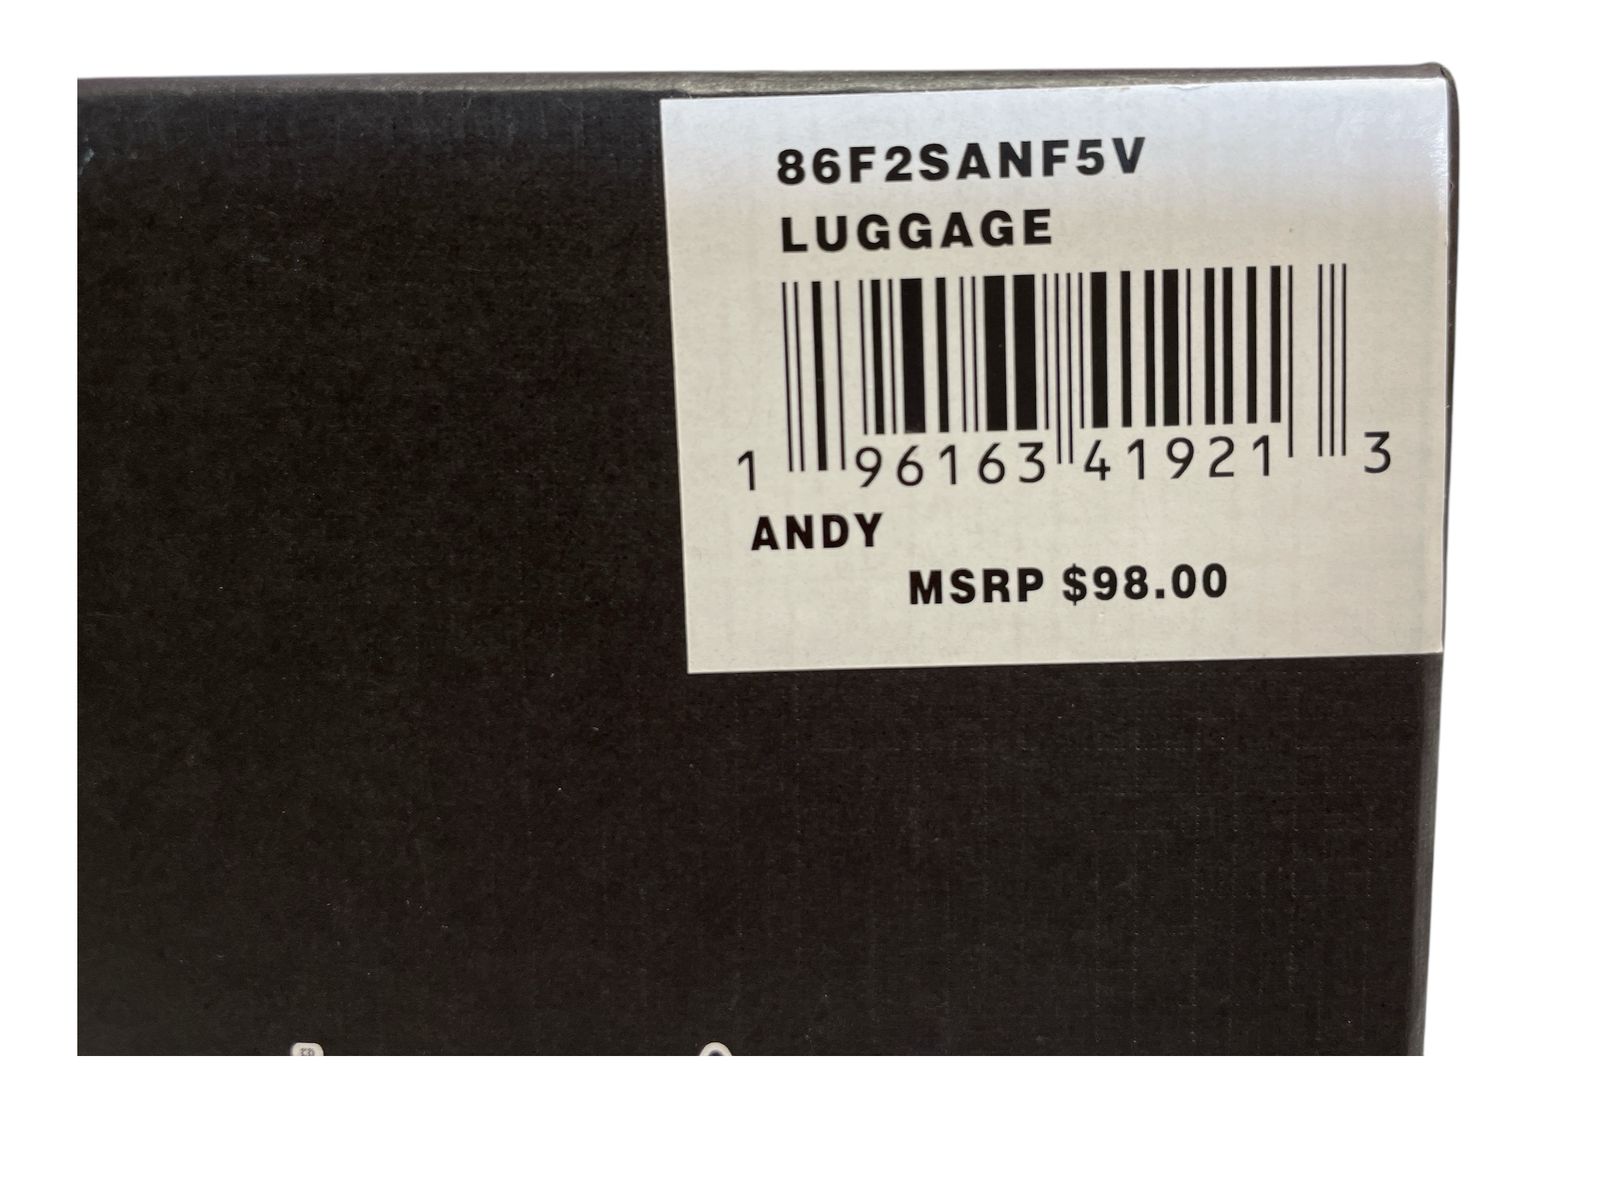 86F2SANF5V
LUGGAGE
1 96163 41921 3
ANDY
MSRP $98.00